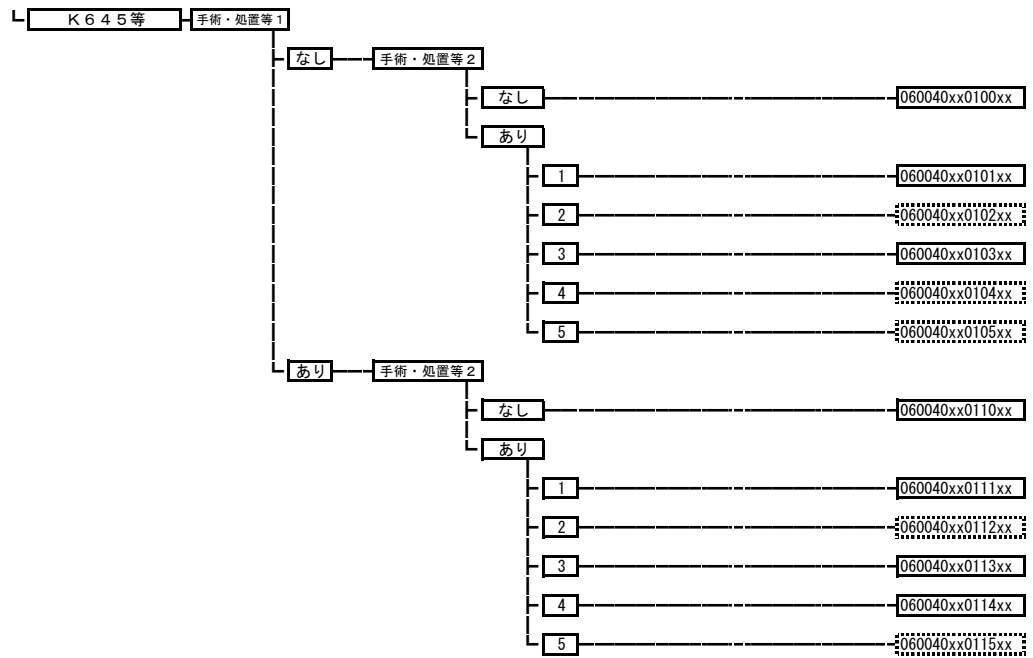 Ｋ６４５等 手術・処置等１
なし 手術・処置等２
なし 060040xx0100xx
あり
1 060040xx0101xx
2 060040xx0102xx
3 060040xx0103xx
4 060040xx0104xx
5 060040xx0105xx
あり 手術・処置等２
なし 060040xx0110xx
あり
1 060040xx0111xx
2 060040xx0112xx
3 060040xx0113xx
4 060040xx0114xx
5 060040xx0115xx